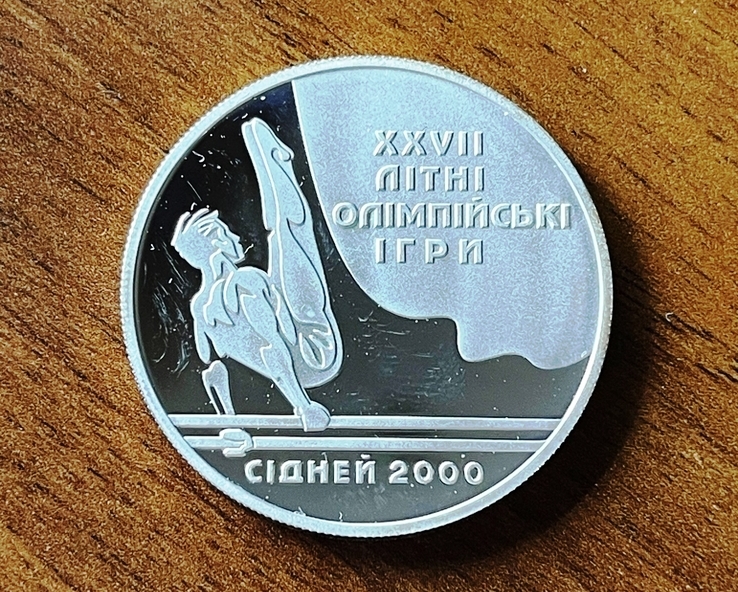 XXVII
ЛІТНІ
ОЛІМПІЙСЬКІ
ІГРИ
СІДНЕЙ 2000